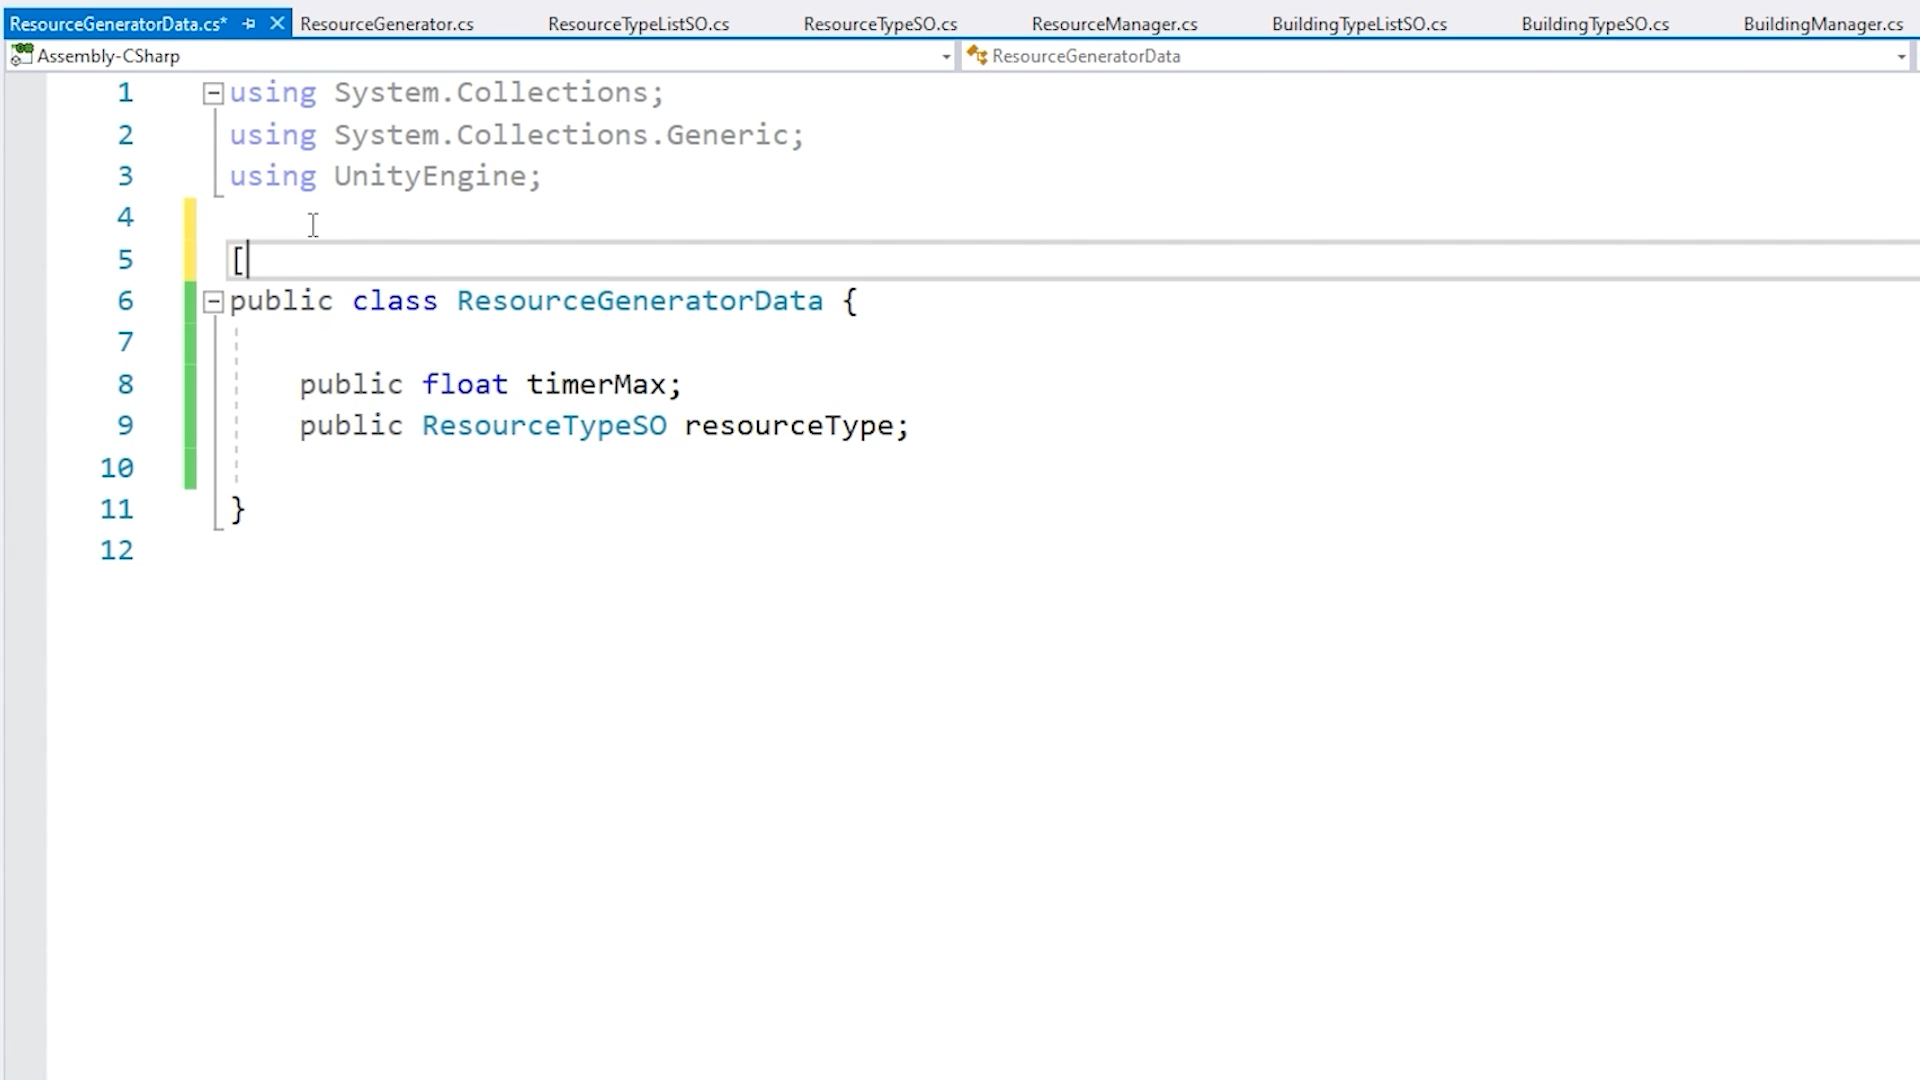 ResourceGeneratorData.cs* ResourceGenerator.cs ResourceTypeListSO.cs ResourceTypeSO.cs ResourceManager.cs BuildingTypeListSO.cs BuildingTypeSO.cs BuildingManager.cs
Assembly-CSharp ResourceGeneratorData
1 using System.Collections;
2 using System.Collections.Generic;
3 using UnityEngine;
4
5 [
6 public class ResourceGeneratorData {
7
8 public float timerMax;
9 public ResourceTypeSO resourceType;
10
11 }
12